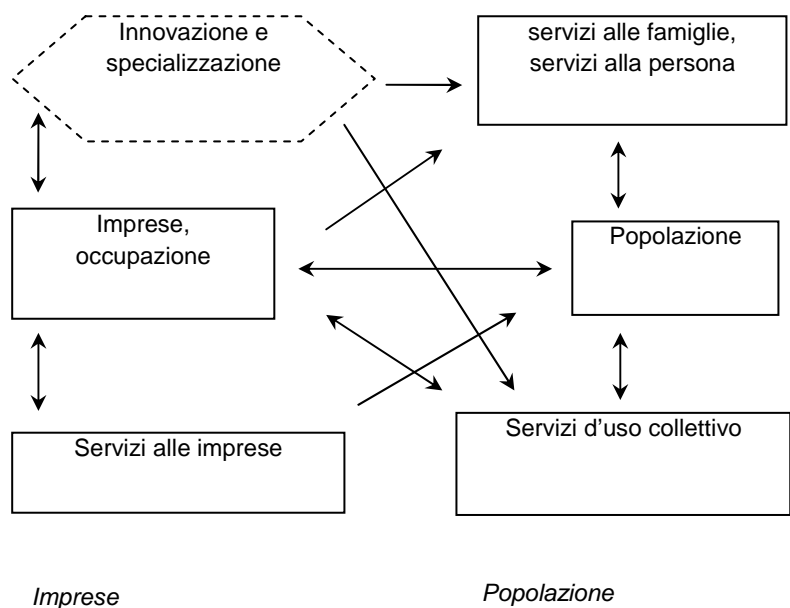 Innovazione e
specializzazione
servizi alle famiglie,
servizi alla persona
Imprese,
occupazione
Popolazione
Servizi alle imprese
Servizi d’uso collettivo
Imprese
Popolazione